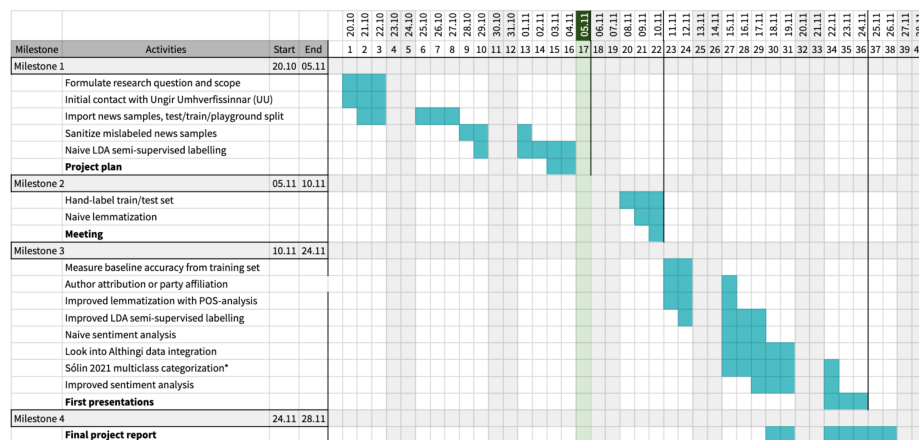 20.10 21.10 22.10 23.10 24.10 25.10 26.10 27.10 28.10 29.10 30.10 31.10 01.11 02.11 03.11 04.11 05.11 06.11 07.11 08.11 09.11 10.11 11.11 12.11 13.11 14.11 15.11 16.11 17.11 18.11 19.11 20.11 21.11 22.11 23.11 24.11 25.11 26.11 27.11
Milestone Activities Start End 1 2 3 4 5 6 7 8 9 10 11 12 13 14 15 16 17 18 19 20 21 22 23 24 25 26 27 28 29 30 31 32 33 34 35 36 37 38 39 4
Milestone 1 20.10 05.11
Formulate research question and scope
Initial contact with Ungir Umhverfissinnar (UU)
Import news samples, test/train/playground split
Sanitize mislabeled news samples
Naive LDA semi-supervised labelling
Project plan
Milestone 2 05.11 10.11
Hand-label train/test set
Naive lemmatization
Meeting
Milestone 3 10.11 24.11
Measure baseline accuracy from training set
Author attribution or party affiliation
Improved lemmatization with POS-analysis
Improved LDA semi-supervised labelling
Naive sentiment analysis
Look into Althingi data integration
Sólin 2021 multiclass categorization*
Improved sentiment analysis
First presentations
Milestone 4 24.11 28.11
Final project report